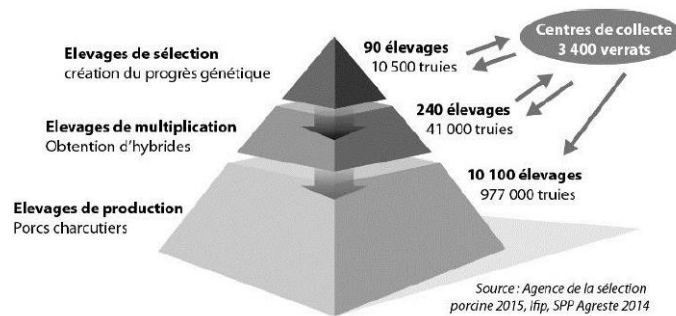 Centres de collecte
3 400 verrats
Elevages de sélection
création du progrès génétique
90 élevages
10 500 truies
Elevages de multiplication
Obtention d'hybrides
240 élevages
41 000 truies
10 100 élevages
977 000 truies
Elevages de production
Porcs charcutiers
Source : Agence de la sélection
porcine 2015, ifip, SPP Agreste 2014